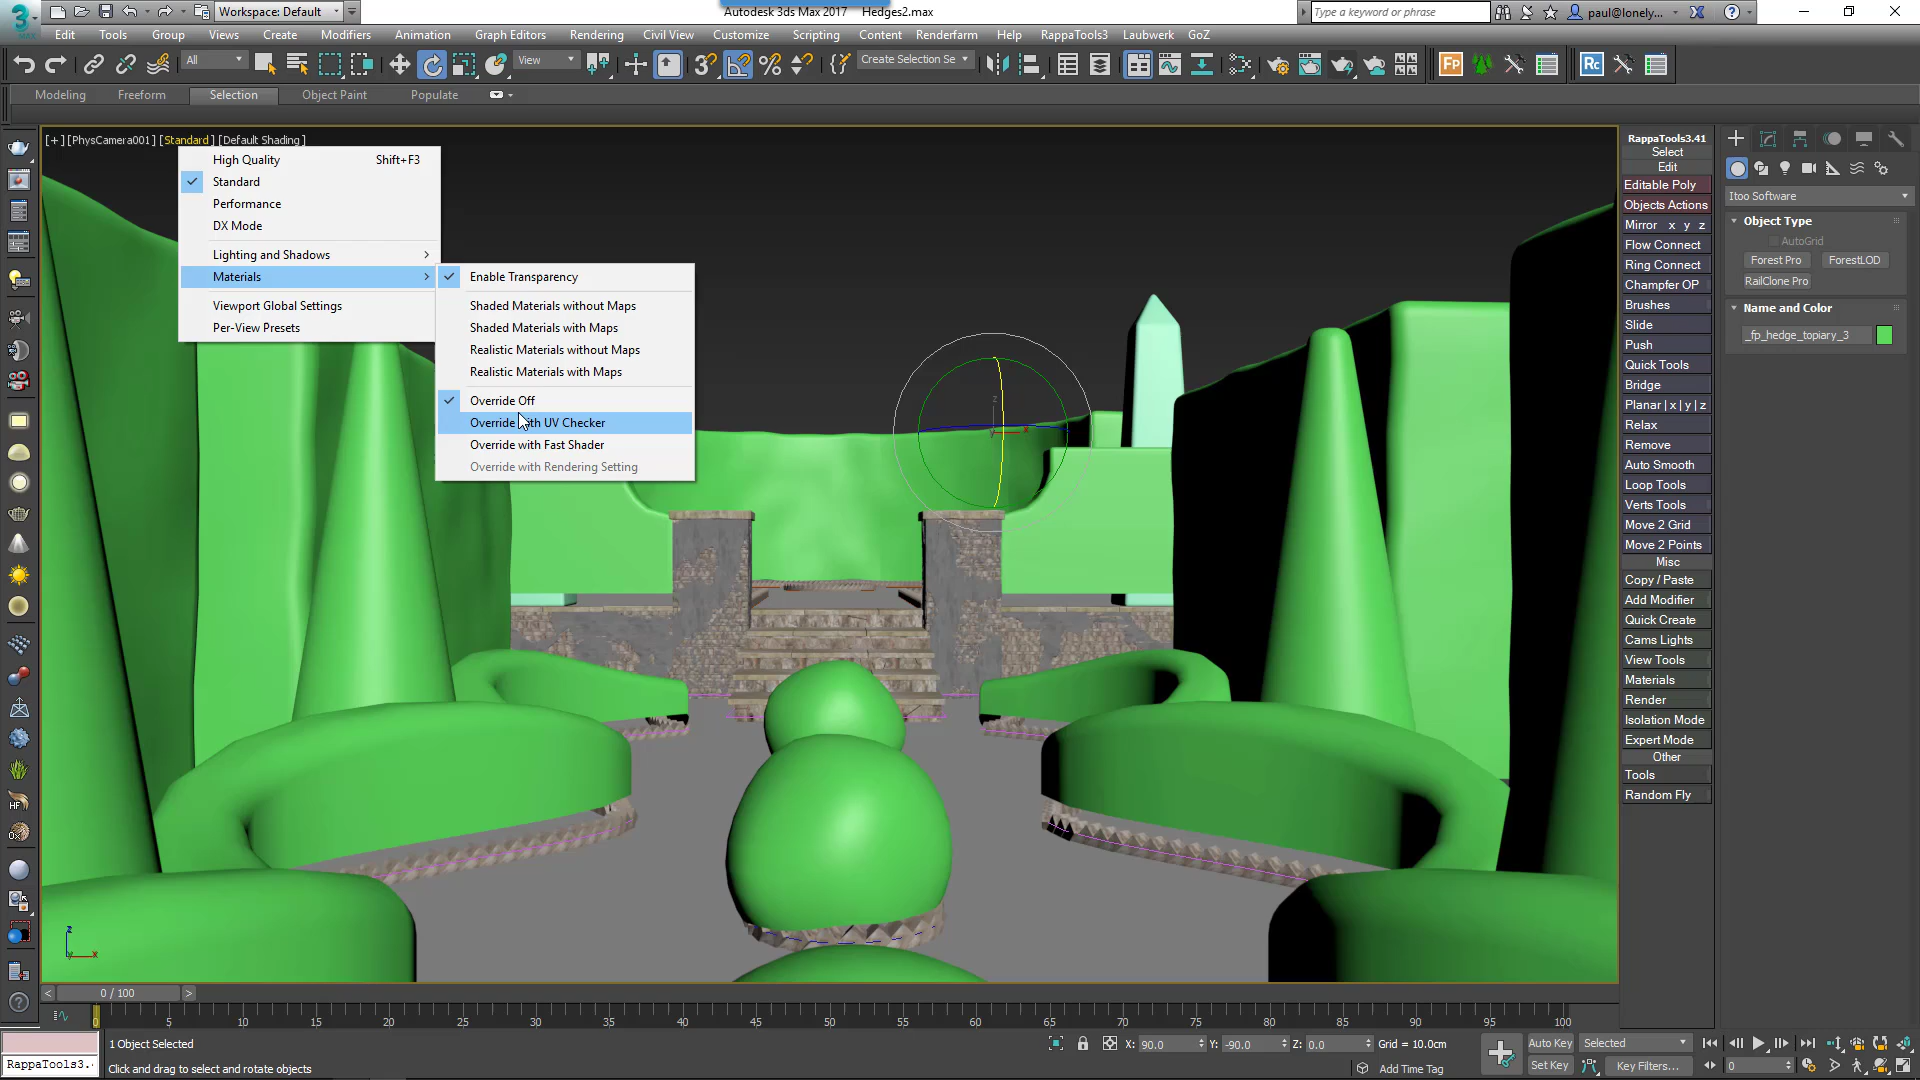 Workspace: Default
Autodesk 3ds Max 2017 Hedges2.max
Type a keyword or phrase
paul@lonely...
MAX
Edit Tools Group Views Create Modifiers Animation Graph Editors Rendering Civil View Customize Scripting Content Renderfarm Help RappaTools3 Laubwerk GoZ
All
View
Create Selection Se
Fp
Rc
Modeling Freeform Selection Object Paint Populate
[+] [PhysCamera001] [Standard] [Default Shading]
High Quality Shift+F3
Standard
Performance
DX Mode
Lighting and Shadows
Materials
Viewport Global Settings
Per-View Presets
Enable Transparency
Shaded Materials without Maps
Shaded Materials with Maps
Realistic Materials without Maps
Realistic Materials with Maps
Override Off
Override with UV Checker
Override with Fast Shader
Override with Rendering Setting
RappaTools3.41
Select
Edit
Editable Poly
Objects Actions
Mirror x y z
Flow Connect
Ring Connect
Champfer OP
Brushes
Slide
Push
Quick Tools
Bridge
Planar | x | y | z
Relax
Remove
Auto Smooth
Loop Tools
Verts Tools
Move 2 Grid
Move 2 Points
Misc
Copy / Paste
Add Modifier
Quick Create
Cams Lights
View Tools
Materials
Render
Isolation Mode
Expert Mode
Other
Tools
Random Fly
Itoo Software
Object Type
AutoGrid
Forest Pro ForestLOD
RailClone Pro
Name and Color
_fp_hedge_topiary_3
z
y x
z
y x
0 / 100
0 5 10 15 20 25 30 35 40 45 50 55 60 65 70 75 80 85 90 95 100
1 Object Selected
X: 90.0 Y: -90.0 Z: 0.0 Grid = 10.0cm
Auto Key Selected
RappaTools3.
Click and drag to select and rotate objects
Add Time Tag
Set Key Key Filters...
0